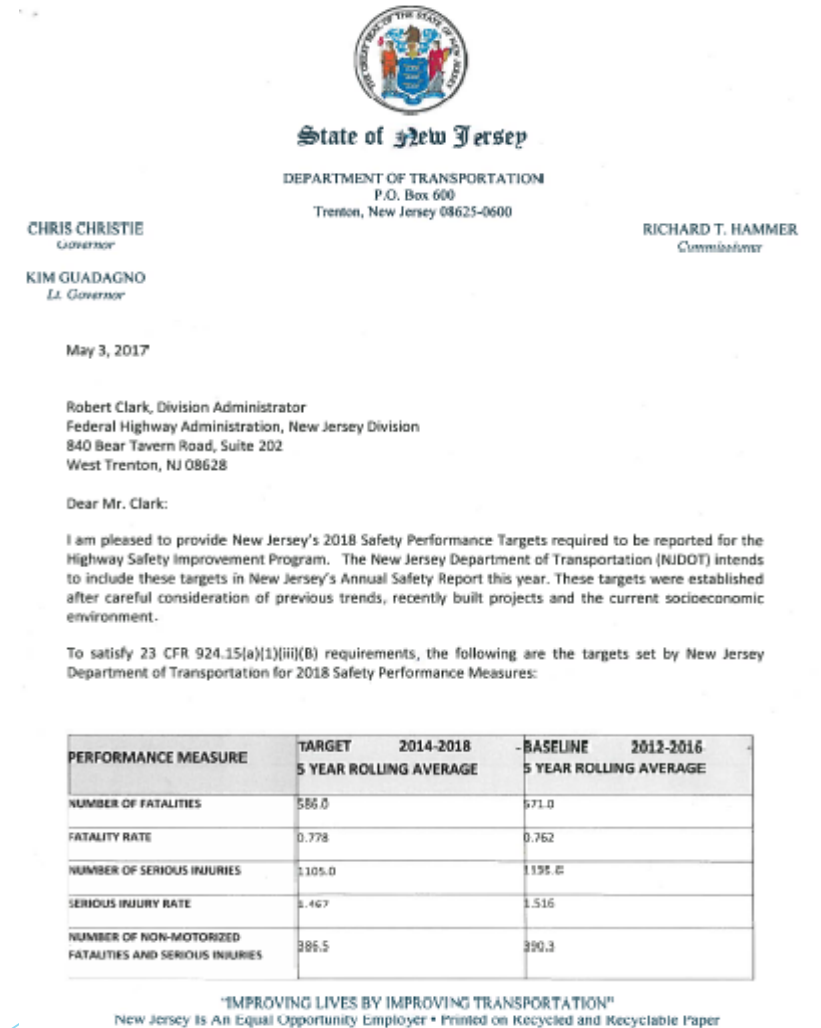 THE GREAT SEAL OF THE STATE OF NEW JERSEY
State of New Jersey
DEPARTMENT OF TRANSPORTATION
P.O. Box 600
Trenton, New Jersey 08625-0600
CHRIS CHRISTIE
Governor
RICHARD T. HAMMER
Commissioner
KIM GUADAGNO
Lt. Governor
May 3, 2017
Robert Clark, Division Administrator
Federal Highway Administration, New Jersey Division
840 Bear Tavern Road, Suite 202
West Trenton, NJ 08628
Dear Mr. Clark:
I am pleased to provide New Jersey's 2018 Safety Performance Targets required to be reported for the
Highway Safety Improvement Program. The New Jersey Department of Transportation (NJDOT) intends
to include these targets in New Jersey's Annual Safety Report this year. These targets were established
after careful consideration of previous trends, recently built projects and the current socioeconomic
environment.
To satisfy 23 CFR 924.15(a)(1)(iii)(B) requirements, the following are the targets set by New Jersey
Department of Transportation for 2018 Safety Performance Measures:
PERFORMANCE MEASURE TARGET 2014-2018 - BASELINE 2012-2016 -
5 YEAR ROLLING AVERAGE 5 YEAR ROLLING AVERAGE
NUMBER OF FATALITIES 586.0 571.0
FATALITY RATE 0.778 0.762
NUMBER OF SERIOUS INJURIES 1105.0
SERIOUS INJURY RATE 1.467 1.516
NUMBER OF NON-MOTORIZED
FATALITIES AND SERIOUS INJURIES 386.5 390.3
"IMPROVING LIVES BY IMPROVING TRANSPORTATION"
New Jersey Is An Equal Opportunity Employer • Printed on Recycled and Recyclable Paper